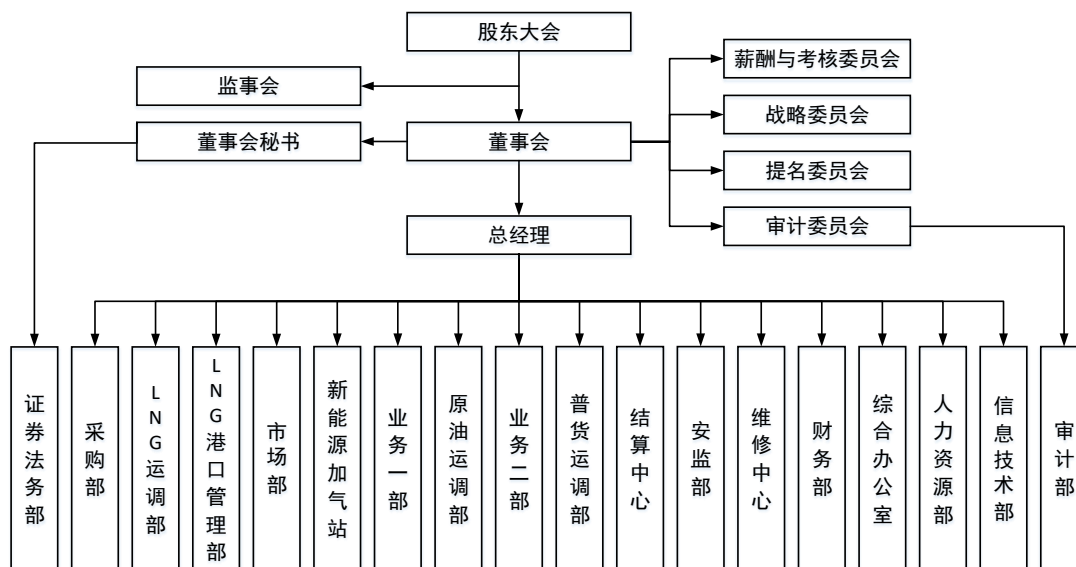 股东大会
薪酬与考核委员会
监事会
战略委员会
董事会秘书
董事会
提名委员会
审计委员会
总经理
证券法务部
采购部
LNG运调部
LNG港口管理部
市场部
新能源加气站
业务一部
原油运调部
业务二部
普货运调部
结算中心
安监部
维修中心
财务部
综合办公室
人力资源部
信息技术部
审计部